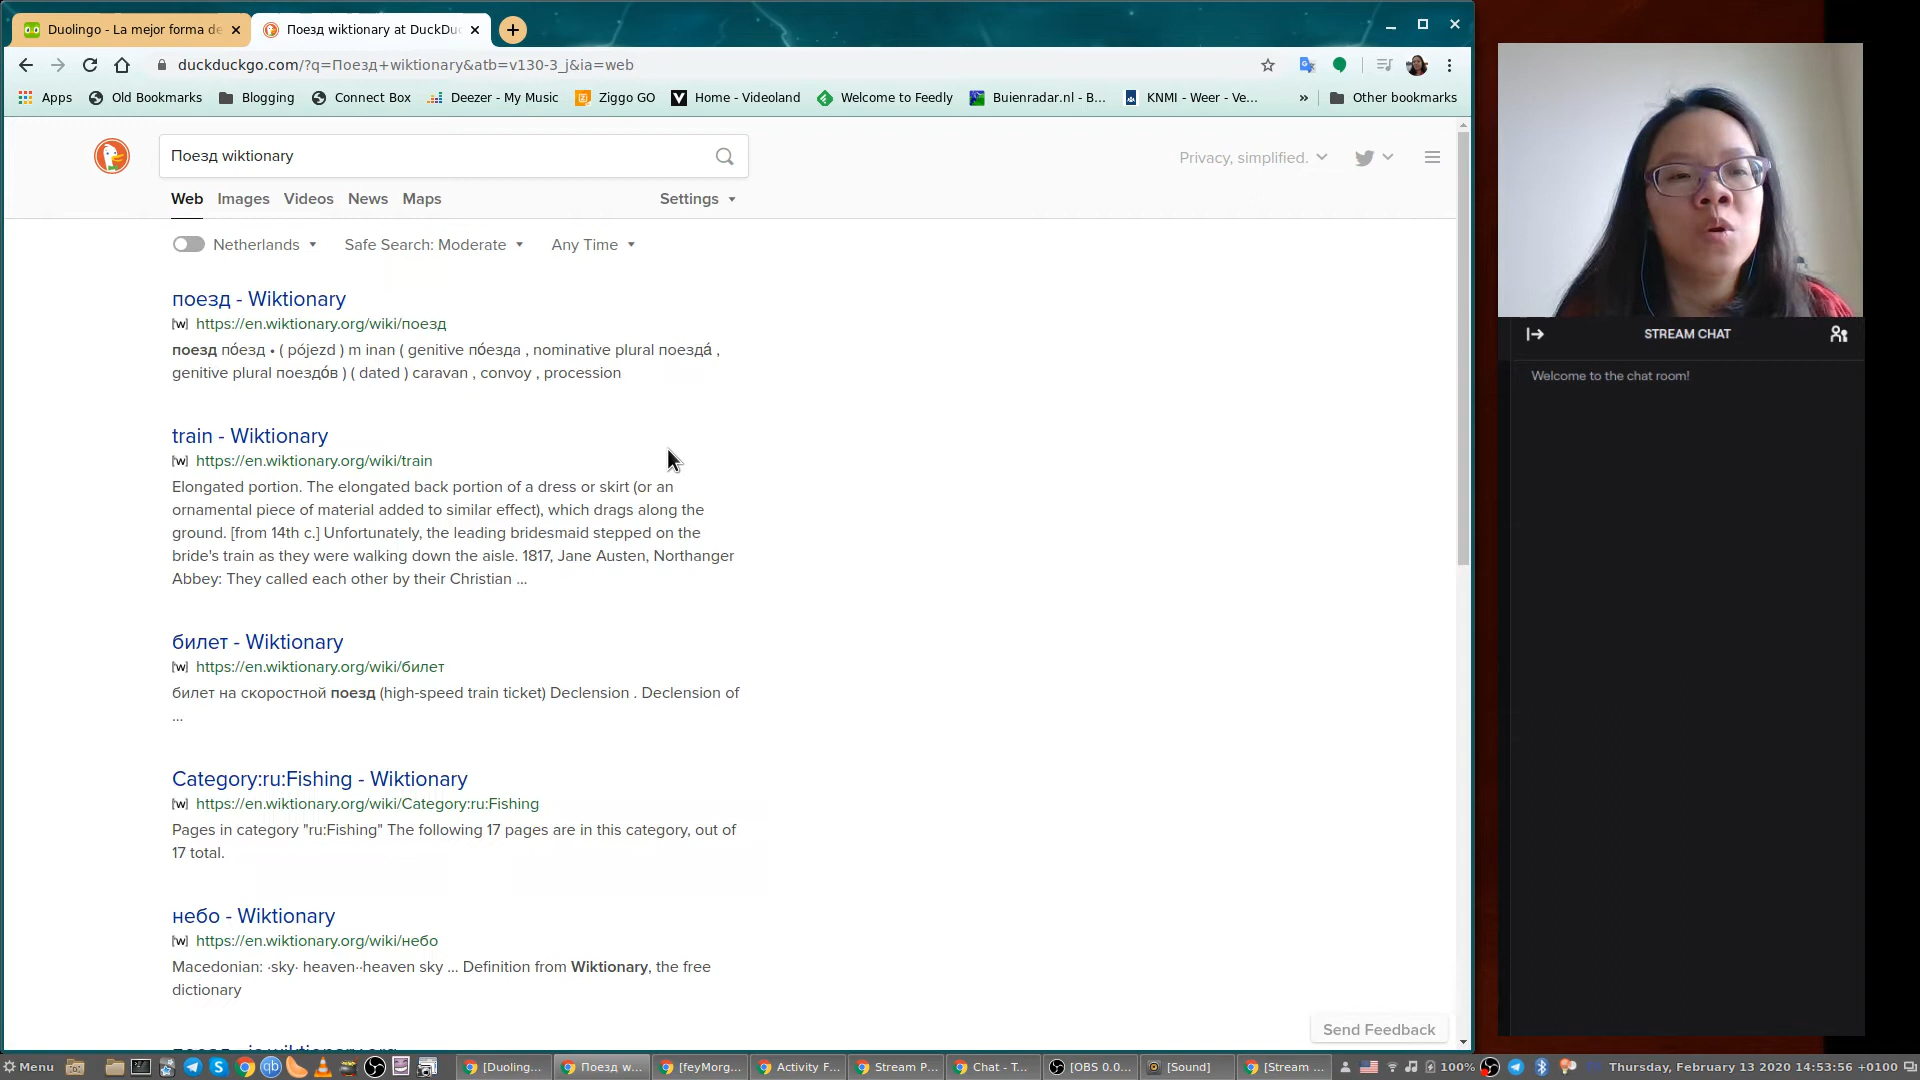 Duolingo - La mejor forma de
Поезд wiktionary at DuckDuc
duckduckgo.com/?q=Поезд+wiktionary&atb=v130-3_j&ia=web
Apps Old Bookmarks Blogging Connect Box Deezer - My Music Ziggo GO Home - Videoland Welcome to Feedly Buienradar.nl - B... KNMI - Weer - Ve... » Other bookmarks
Поезд wiktionary
Privacy, simplified.
Web Images Videos News Maps Settings
Netherlands Safe Search: Moderate Any Time
поезд - Wiktionary
https://en.wiktionary.org/wiki/поезд
поезд по́езд • ( pójezd ) m inan ( genitive по́езда , nominative plural поезда́ ,
genitive plural поездо́в ) ( dated ) caravan , convoy , procession
train - Wiktionary
https://en.wiktionary.org/wiki/train
Elongated portion. The elongated back portion of a dress or skirt (or an
ornamental piece of material added to similar effect), which drags along the
ground. [from 14th c.] Unfortunately, the leading bridesmaid stepped on the
bride's train as they were walking down the aisle. 1817, Jane Austen, Northanger
Abbey: They called each other by their Christian ...
билет - Wiktionary
https://en.wiktionary.org/wiki/билет
билет на скоростной поезд (high-speed train ticket) Declension . Declension of
...
Category:ru:Fishing - Wiktionary
https://en.wiktionary.org/wiki/Category:ru:Fishing
Pages in category "ru:Fishing" The following 17 pages are in this category, out of
17 total.
небо - Wiktionary
https://en.wiktionary.org/wiki/небо
Macedonian: ·sky· heaven··heaven sky ... Definition from Wiktionary, the free
dictionary
Send Feedback
STREAM CHAT
Welcome to the chat room!
Menu [Duoling... Поезд w... [feyMorg... Activity F... Stream P... Chat - T... [OBS 0.0... [Sound] [Stream ... 100% Thursday, February 13 2020 14:53:56 +0100